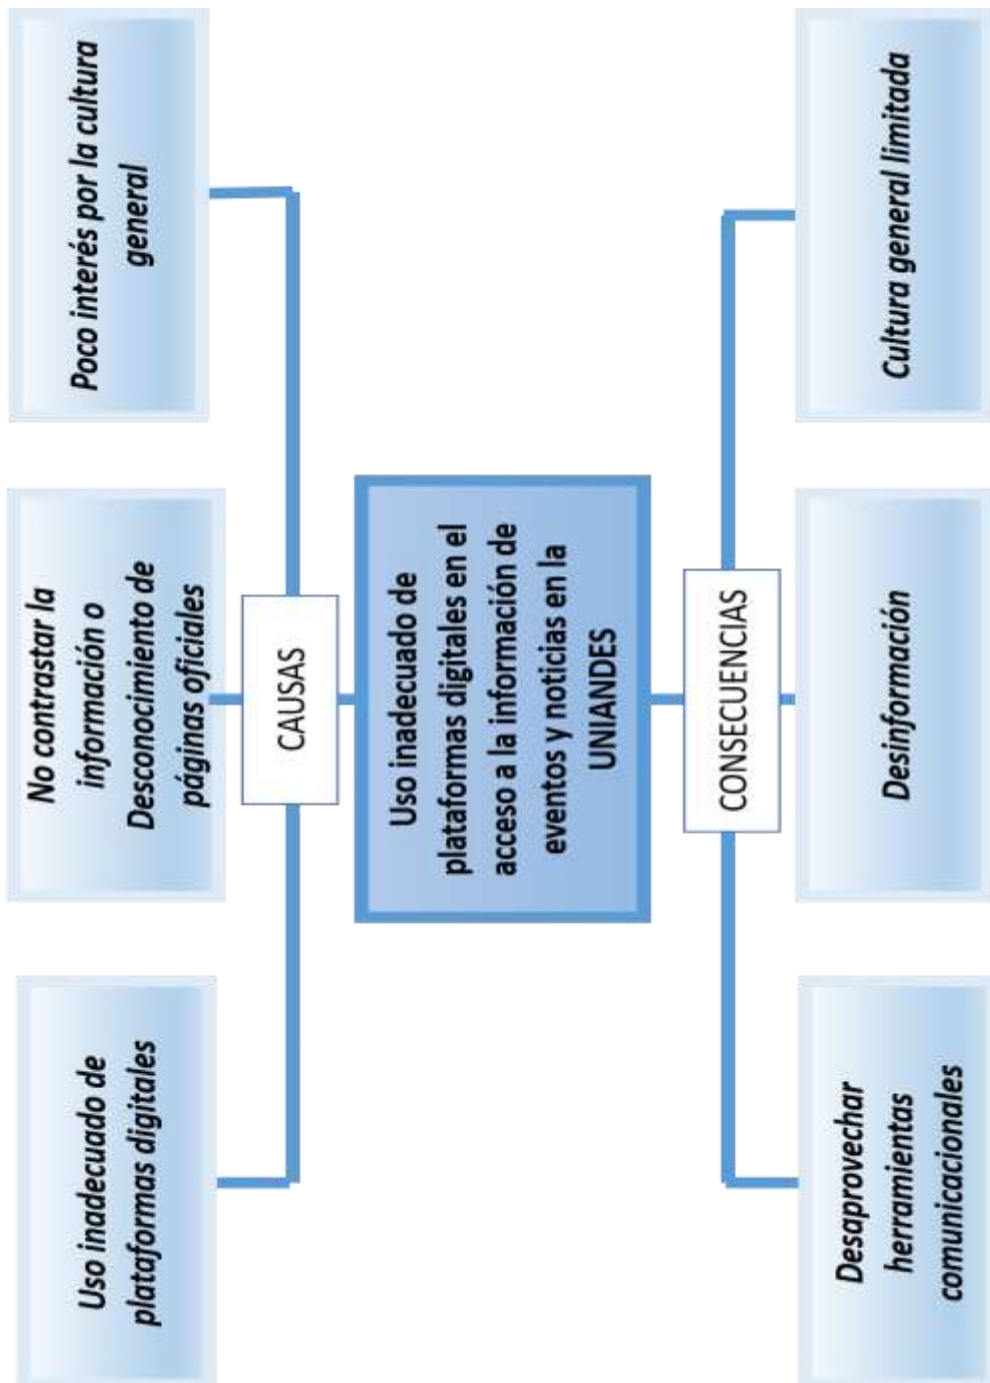 Uso inadecuado de
plataformas digitales
No contrastar la
información o
Desconocimiento de
páginas oficiales
Poco interés por la cultura
general
CAUSAS
Uso inadecuado de
plataformas digitales en el
acceso a la información de
eventos y noticias en la
UNIANDES
CONSECUENCIAS
Desaprovechar
herramientas
comunicacionales
Desinformación
Cultura general limitada